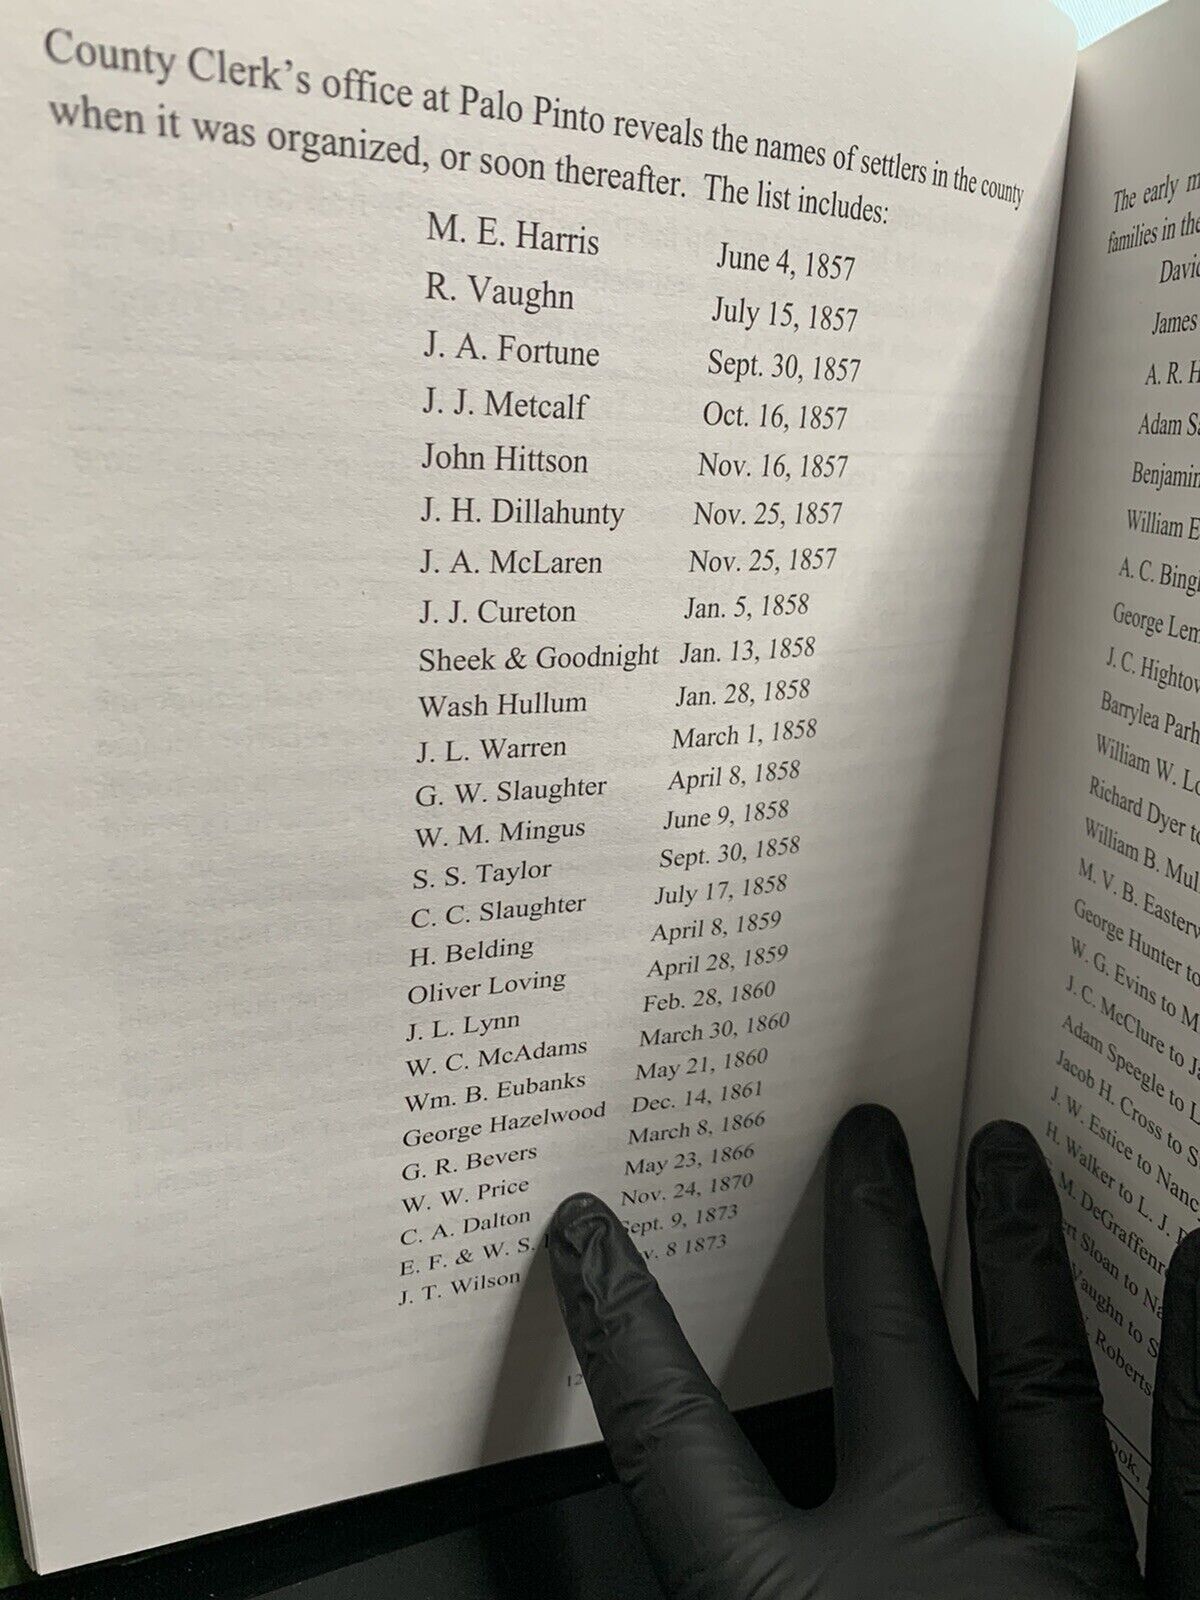 County Clerk's office at Palo Pinto reveals the names of settlers in the county
when it was organized, or soon thereafter. The list includes:
M. E. Harris June 4, 1857
R. Vaughn July 15, 1857
J. A. Fortune Sept. 30, 1857
J. J. Metcalf Oct. 16, 1857
John Hittson Nov. 16, 1857
J. H. Dillahunty Nov. 25, 1857
J. A. McLaren Nov. 25, 1857
J. J. Cureton Jan. 5, 1858
Sheek & Goodnight Jan. 13, 1858
Wash Hullum Jan. 28, 1858
J. L. Warren March 1, 1858
G. W. Slaughter April 8, 1858
W. M. Mingus June 9, 1858
S. S. Taylor Sept. 30, 1858
C. C. Slaughter July 17, 1858
H. Belding April 8, 1859
Oliver Loving April 28, 1859
J. L. Lynn Feb. 28, 1860
W. C. McAdams March 30, 1860
Wm. B. Eubanks May 21, 1860
George Hazelwood Dec. 14, 1861
G. R. Bevers March 8, 1866
W. W. Price May 23, 1866
C. A. Dalton Nov. 24, 1870
E. F. & W. S. Sept. 9, 1873
J. T. Wilson 8 1873
12
The early
families in the
James
A. R.
Adam
Benjamin
William
A. C.
George
J. C.
Barrylea
William W.
Richard Dyer to
William B.
M. V. B.
George Hunter to
W. G. Evins to
J. C. McClure to
Adam Speegle to
Jacob H. Cross to
J. W. Estice to
H. Walker to L. J.
M.
Sloan to
Vaughn to